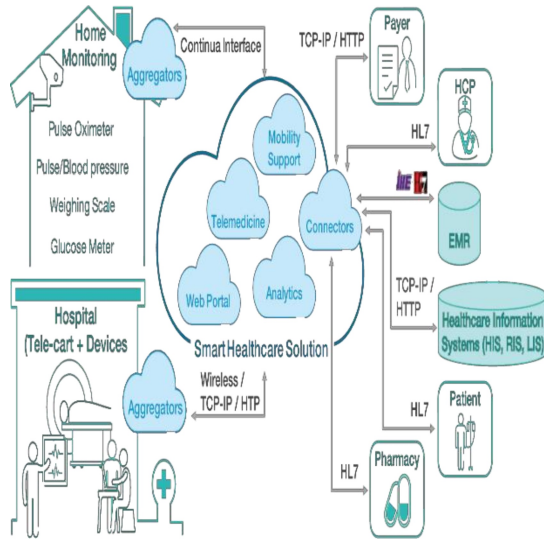 Home
Monitoring
Aggregators
Continua Interface
Pulse Oximeter
Pulse/Blood pressure
Weighing Scale
Glucose Meter
Hospital
(Tele-cart + Devices
Aggregators
Wireless /
TCP-IP / HTP
Mobility
Support
Telemedicine
Connectors
Web Portal
Analytics
Smart Healthcare Solution
TCP-IP / HTTP
Payer
HCP
HL7
IHE
EMR
TCP-IP /
HTTP
Healthcare Information
Systems (HIS, RIS, LIS)
HL7
Patient
HL7
Pharmacy